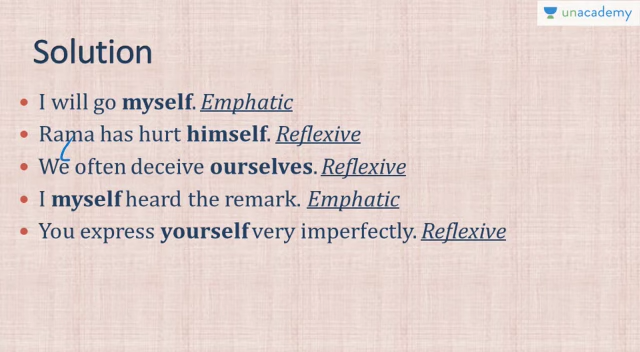 unacademy
Solution
• I will go myself. Emphatic
• Rama has hurt himself. Reflexive
• We often deceive ourselves. Reflexive
• I myself heard the remark. Emphatic
• You express yourself very imperfectly. Reflexive